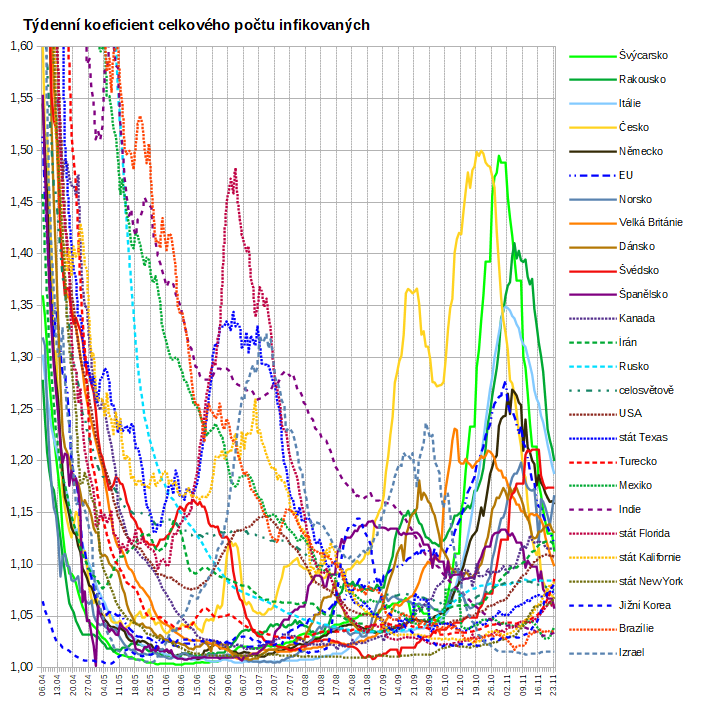 Týdenní koeficient celkového počtu infikovaných
1,60
1,55
1,50
1,45
1,40
1,35
1,30
1,25
1,20
1,15
1,10
1,05
1,00
06.04
13.04
20.04
27.04
04.05
11.05
18.05
25.05
01.06
08.06
15.06
22.06
29.06
06.07
13.07
20.07
27.07
03.08
10.08
17.08
24.08
31.08
07.09
14.09
21.09
28.09
05.10
12.10
19.10
26.10
02.11
09.11
16.11
23.11
Švýcarsko
Rakousko
Itálie
Česko
Německo
EU
Norsko
Velká Británie
Dánsko
Švédsko
Španělsko
Kanada
Irán
Rusko
celosvětově
USA
stát Texas
Turecko
Mexiko
Indie
stát Florida
stát Kalifornie
stát NewYork
Jižní Korea
Brazílie
Izrael